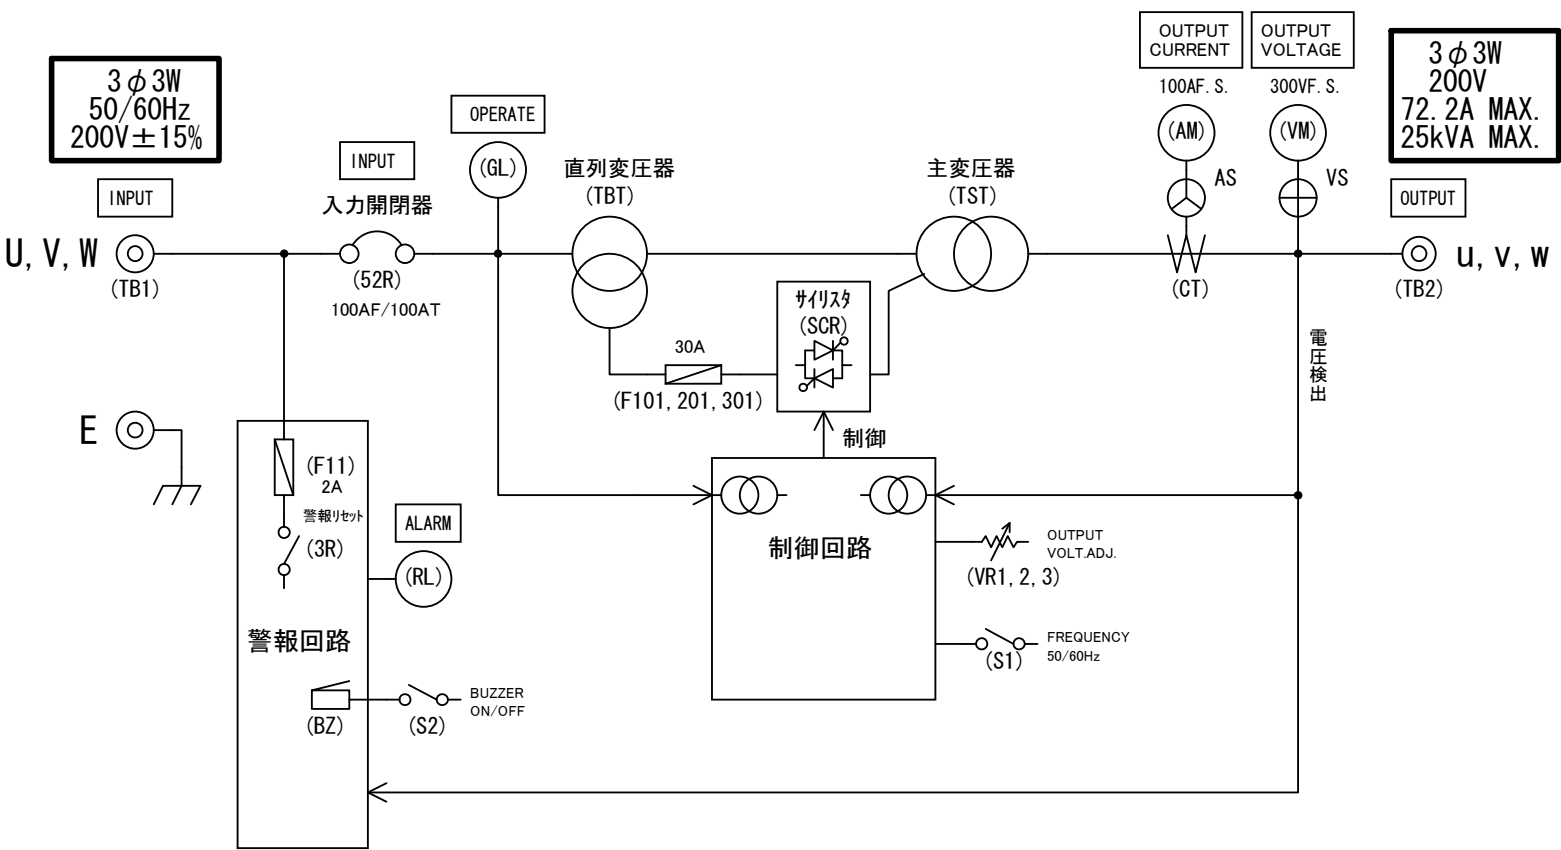 3φ3W
50/60Hz
200V±15%
INPUT
U, V, W
(TB1)
E
INPUT
入力開閉器
(52R)
100AF/100AT
OPERATE
(GL)
直列変圧器
(TBT)
主変圧器
(TST)
OUTPUT
CURRENT
100AF. S.
(AM)
AS
(CT)
OUTPUT
VOLTAGE
300VF. S.
(VM)
VS
3φ3W
200V
72. 2A MAX.
25kVA MAX.
OUTPUT
u, v, w
(TB2)
電圧検出
30A
(F101, 201, 301)
サイリスタ
(SCR)
制御
制御回路
OUTPUT
VOLT.ADJ.
(VR1, 2, 3)
FREQUENCY
50/60Hz
(S1)
(F11)
2A
警報リセット
(3R)
ALARM
(RL)
警報回路
(BZ)
(S2)
BUZZER
ON/OFF